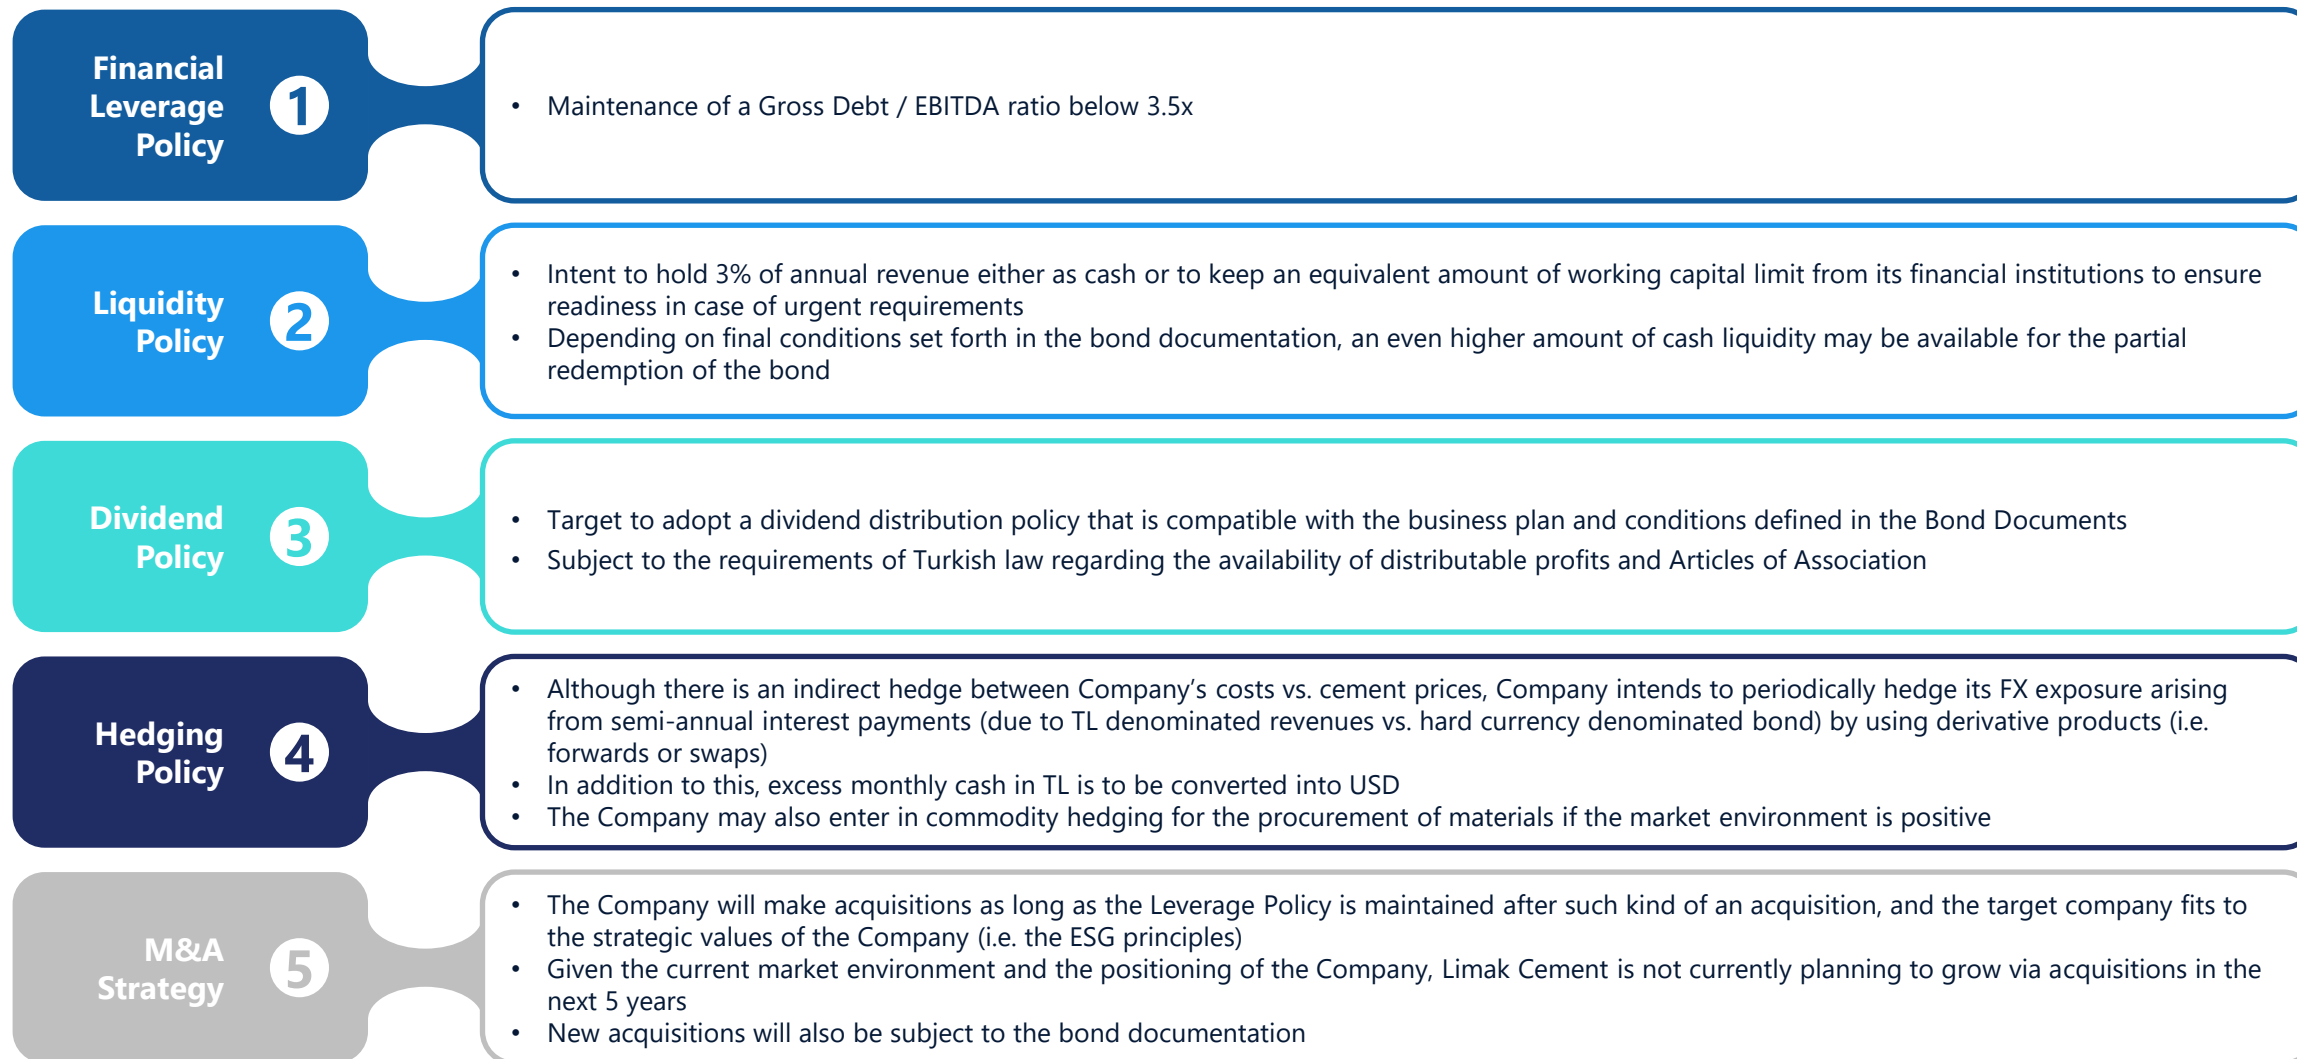 Financial
Leverage
Policy
1
• Maintenance of a Gross Debt / EBITDA ratio below 3.5x
Liquidity
Policy
2
• Intent to hold 3% of annual revenue either as cash or to keep an equivalent amount of working capital limit from its financial institutions to ensure
readiness in case of urgent requirements
• Depending on final conditions set forth in the bond documentation, an even higher amount of cash liquidity may be available for the partial
redemption of the bond
Dividend
Policy
3
• Target to adopt a dividend distribution policy that is compatible with the business plan and conditions defined in the Bond Documents
• Subject to the requirements of Turkish law regarding the availability of distributable profits and Articles of Association
Hedging
Policy
4
• Although there is an indirect hedge between Company’s costs vs. cement prices, Company intends to periodically hedge its FX exposure arising
from semi-annual interest payments (due to TL denominated revenues vs. hard currency denominated bond) by using derivative products (i.e.
forwards or swaps)
• In addition to this, excess monthly cash in TL is to be converted into USD
• The Company may also enter in commodity hedging for the procurement of materials if the market environment is positive
M&A
Strategy
5
• The Company will make acquisitions as long as the Leverage Policy is maintained after such kind of an acquisition, and the target company fits to
the strategic values of the Company (i.e. the ESG principles)
• Given the current market environment and the positioning of the Company, Limak Cement is not currently planning to grow via acquisitions in the
next 5 years
• New acquisitions will also be subject to the bond documentation